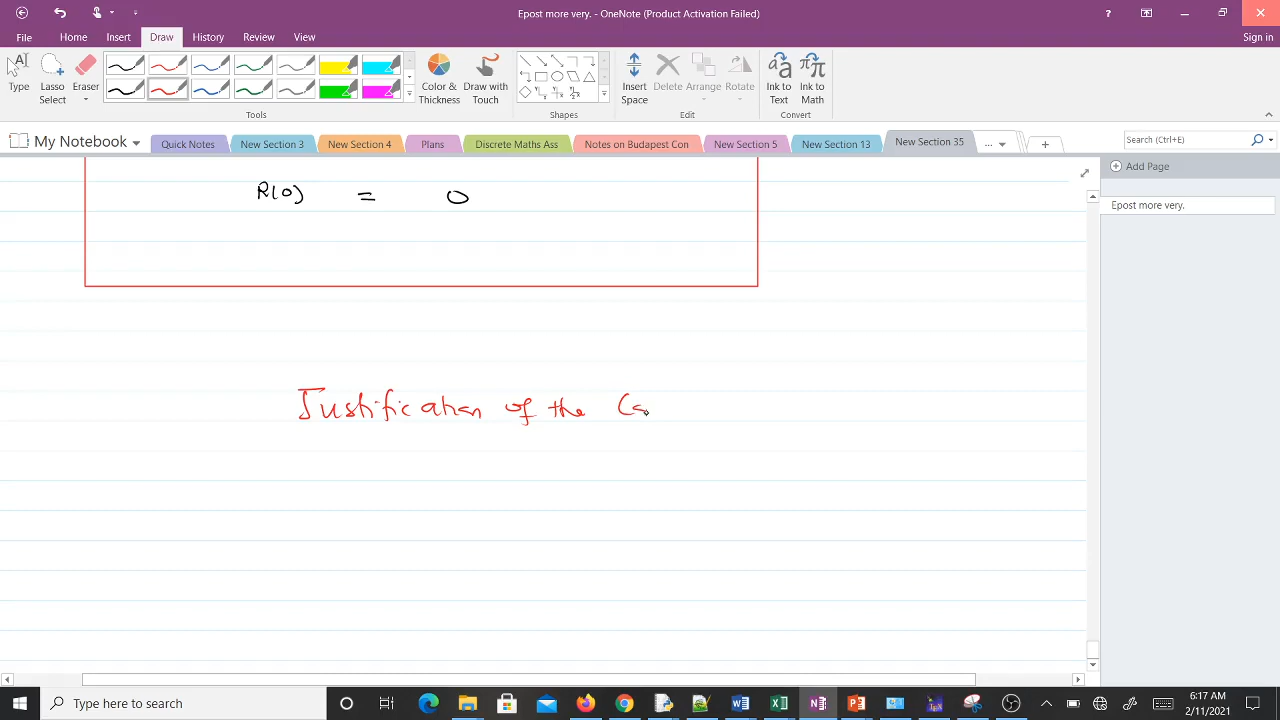 Epost more very. - OneNote (Product Activation Failed)
Sign in
File Home Insert Draw History Review View
Type
Lasso Select
Eraser
Color & Thickness
Draw with Touch
Insert Space
Delete
Arrange
Rotate
Ink to Text
Ink to Math
Tools
Shapes
Edit
Convert
My Notebook
Quick Notes
New Section 3
New Section 4
Plans
Discrete Maths Ass
Notes on Budapest Con
New Section 5
New Section 13
New Section 35
...
Search (Ctrl+E)
Add Page
Epost more very.
R(0) = 0
Justification of the
Type here to search
6:17 AM
2/11/2021